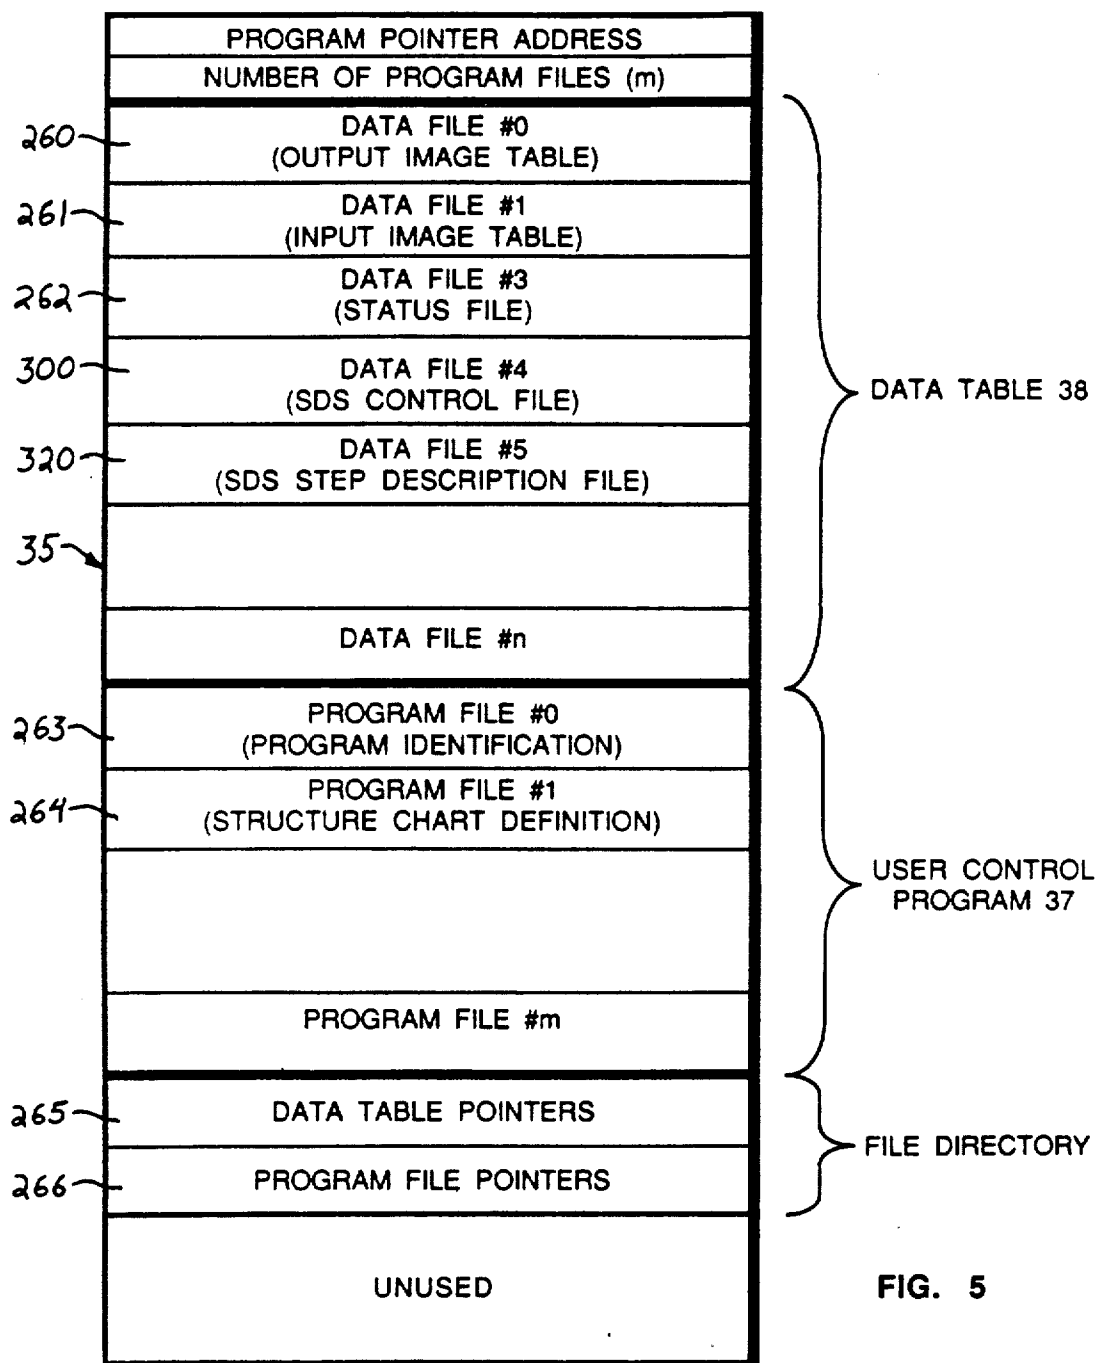 PROGRAM POINTER ADDRESS
NUMBER OF PROGRAM FILES (m)
260
DATA FILE #0
(OUTPUT IMAGE TABLE)
261
DATA FILE #1
(INPUT IMAGE TABLE)
262
DATA FILE #3
(STATUS FILE)
300
DATA FILE #4
(SDS CONTROL FILE)
DATA TABLE 38
320
DATA FILE #5
(SDS STEP DESCRIPTION FILE)
35
DATA FILE #n
263
PROGRAM FILE #0
(PROGRAM IDENTIFICATION)
264
PROGRAM FILE #1
(STRUCTURE CHART DEFINITION)
USER CONTROL
PROGRAM 37
PROGRAM FILE #m
265
DATA TABLE POINTERS
FILE DIRECTORY
266
PROGRAM FILE POINTERS
UNUSED
FIG. 5